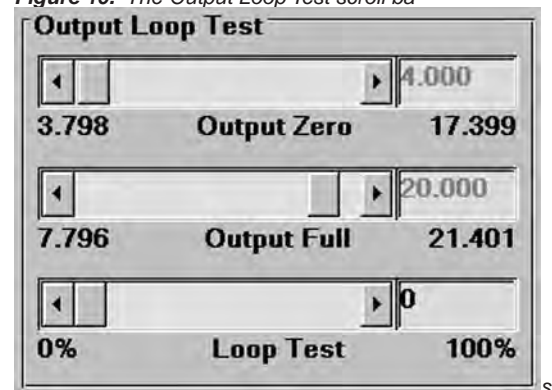 Figure 10. The Output Loop Test scroll ba
Output Loop Test
4.000
3.798 Output Zero 17.399
20.000
7.796 Output Full 21.401
0
0% Loop Test 100%
s